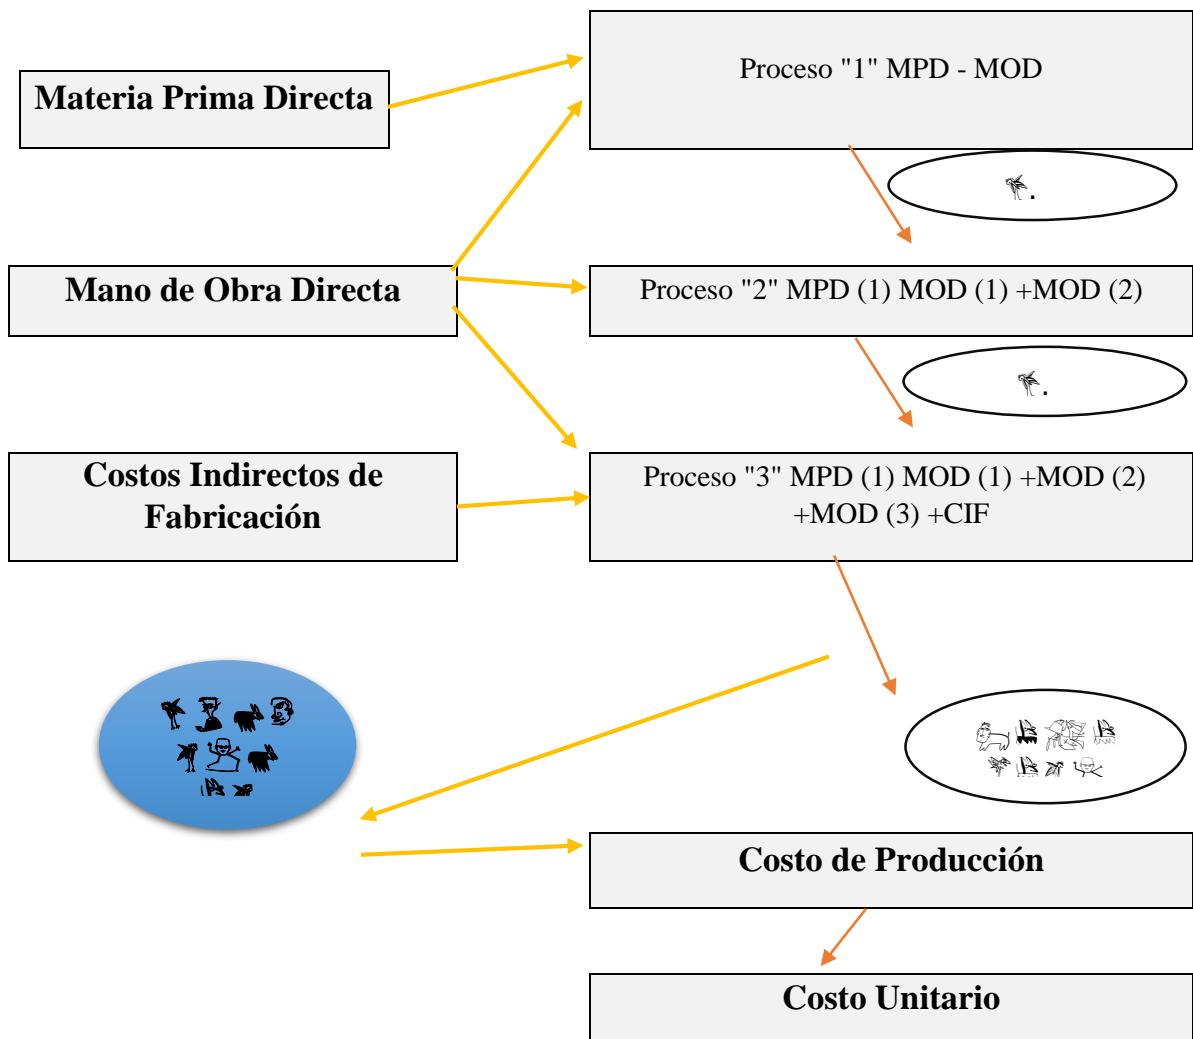 Proceso "1" MPD - MOD
Materia Prima Directa
Mano de Obra Directa
Proceso "2" MPD (1) MOD (1) +MOD (2)
Costos Indirectos de
Fabricación
Proceso "3" MPD (1) MOD (1) +MOD (2)
+MOD (3) +CIF
Costo de Producción
Costo Unitario